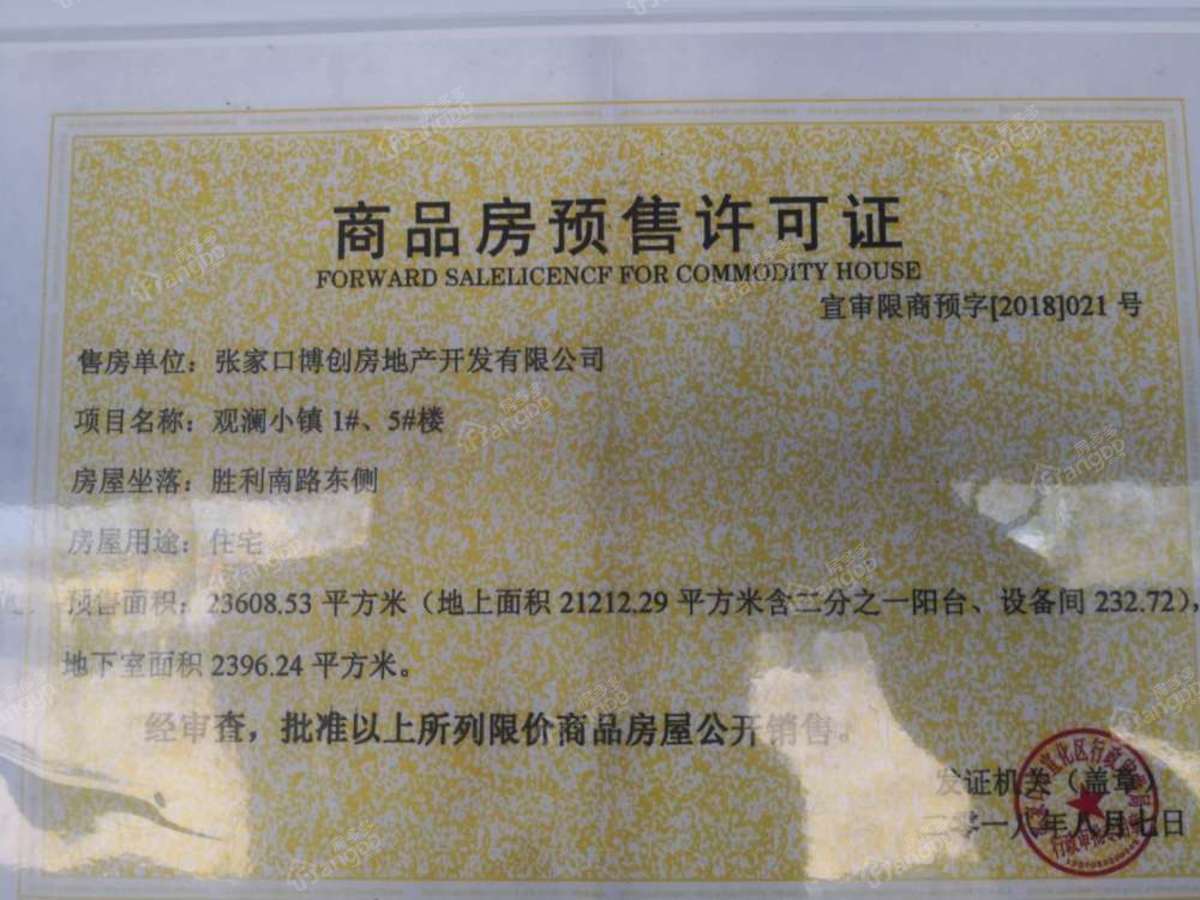 商品房预售许可证
FORWARD SALELICENCF FOR COMMODITY HOUSE
宣审限商预字[2018]021 号
售房单位：张家口博创房地产开发有限公司
项目名称：观澜小镇 1#、5#楼
房屋坐落：胜利南路东侧
房屋用途：住宅
预售面积：23608.53 平方米（地上面积 21212.29 平方米含二分之一阳台、设备间 232.72），
地下室面积 2396.24 平方米。
经审查，批准以上所列限价商品房屋公开销售。
发证机关（盖章）
二零一八年八月七日